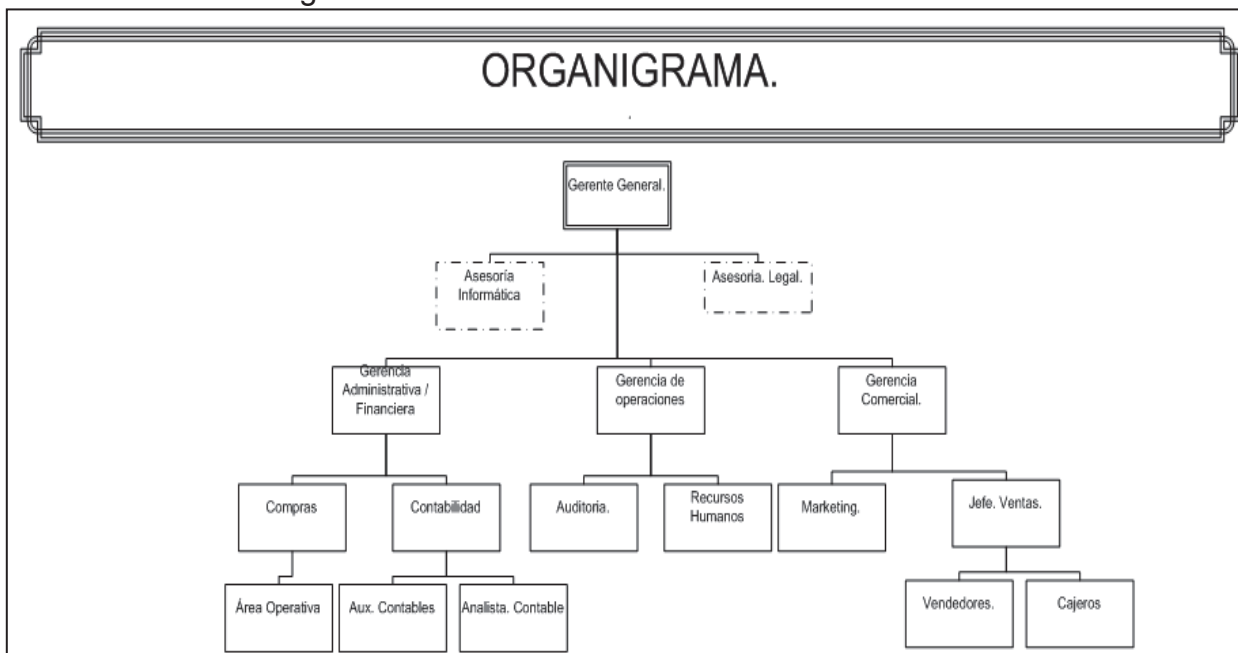 ORGANIGRAMA.
Gerente General.
Asesoría
Informática
Asesoria. Legal.
Gerencia
Administrativa /
Financiera
Gerencia de
operaciones
Gerencia
Comercial.
Compras
Contabilidad
Auditoria.
Recursos
Humanos
Marketing.
Jefe. Ventas.
Área Operativa
Aux. Contables
Analista. Contable
Vendedores.
Cajeros